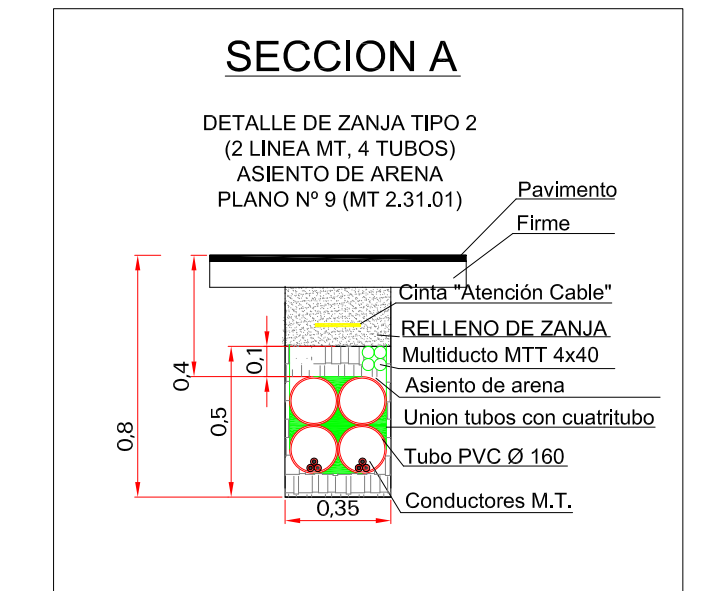 SECCION A
DETALLE DE ZANJA TIPO 2
(2 LINEA MT, 4 TUBOS)
ASIENTO DE ARENA
PLANO Nº 9 (MT 2.31.01)
Pavimento
Firme
Cinta "Atención Cable"
RELLENO DE ZANJA
Multiducto MTT 4x40
Asiento de arena
Union tubos con cuatritubo
Tubo PVC Ø 160
Conductores M.T.
0,8
0,4
0,5
0,1
0,35